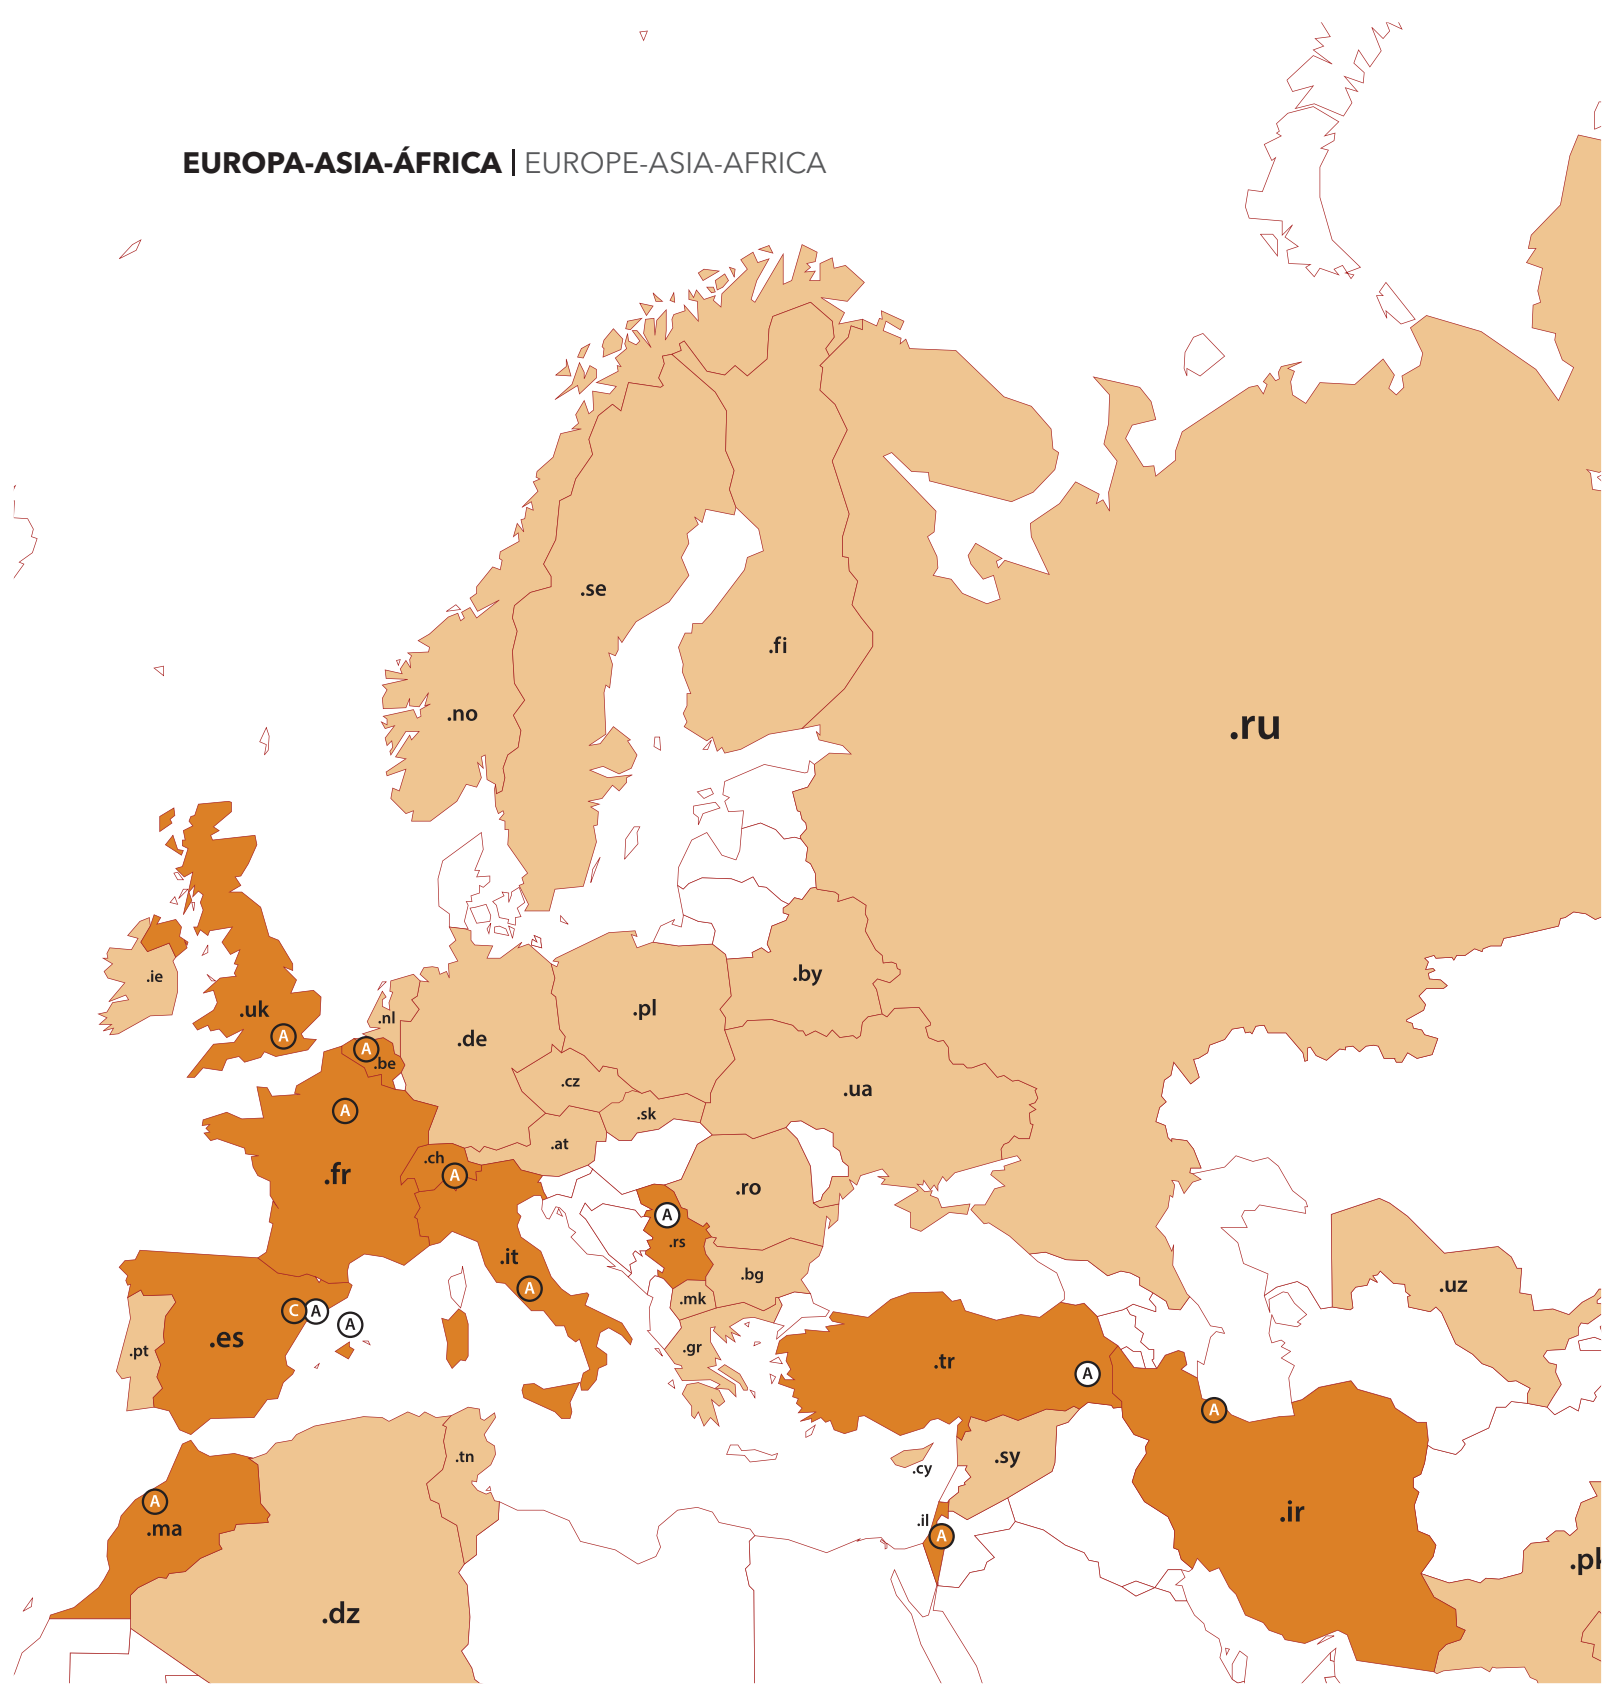 EUROPA-ASIA-ÁFRICA | EUROPE-ASIA-AFRICA
.se
.fi
.no
.ru
.ie
.by
.uk
A
.nl
.pl
.de
A
.be
.cz
.ua
A
.sk
.at
.ch
A
.fr
.ro
A
.rs
.it
.bg
.uz
A
.mk
C A
A
.es
.pt
.gr
.tr
A
A
.tn
.sy
.cy
A
.ma
.il
A
.ir
.pk
.dz